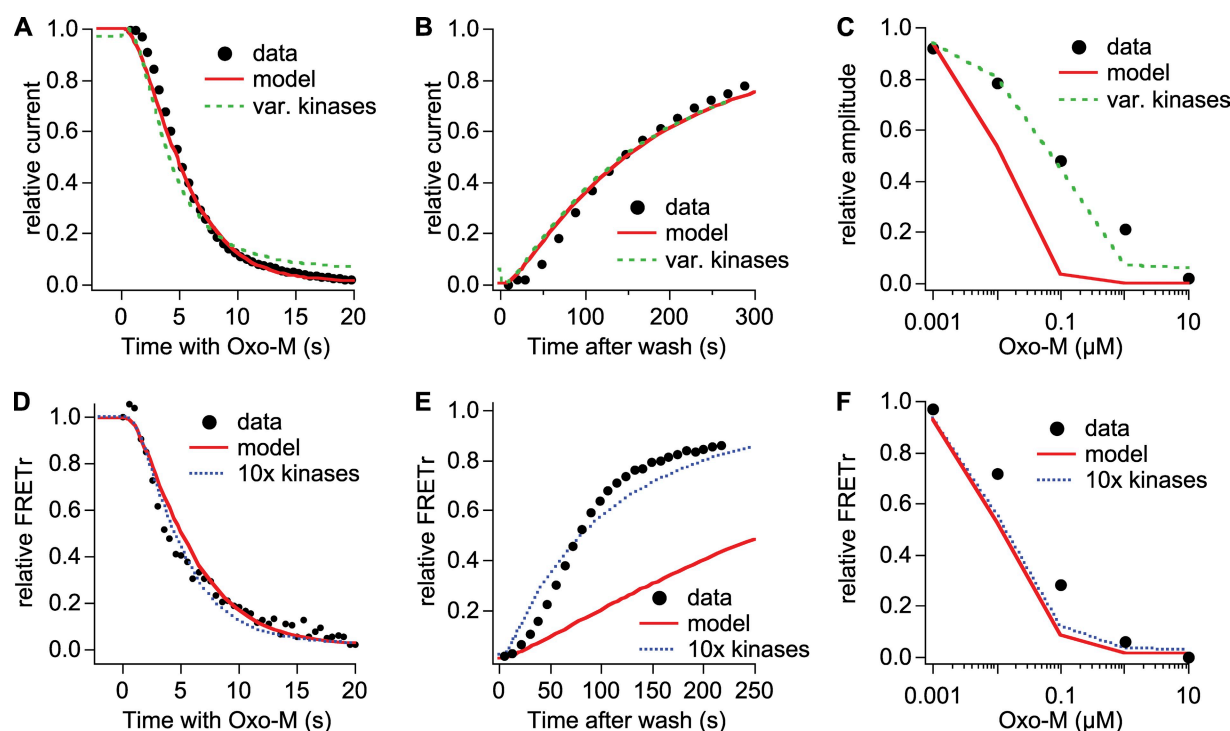 A
1.0
0.8
0.6
0.4
0.2
0.0
relative current
data
model
var. kinases
0 5 10 15 20
Time with Oxo-M (s)
B
1.0
0.8
0.6
0.4
0.2
0.0
relative current
data
model
var. kinases
0 100 200 300
Time after wash (s)
C
1.0
0.8
0.6
0.4
0.2
0.0
relative amplitude
data
model
var. kinases
0.001 0.1 10
Oxo-M (µM)
D
1.0
0.8
0.6
0.4
0.2
0.0
relative FRETr
data
model
10x kinases
0 5 10 15 20
Time with Oxo-M (s)
E
1.0
0.8
0.6
0.4
0.2
relative FRETr
data
model
10x kinases
0 50 100 150 200 250
Time after wash (s)
F
1.0
0.8
0.6
0.4
0.2
0.0
relative FRETr
data
model
10x kinases
0.001 0.1 10
Oxo-M (µM)